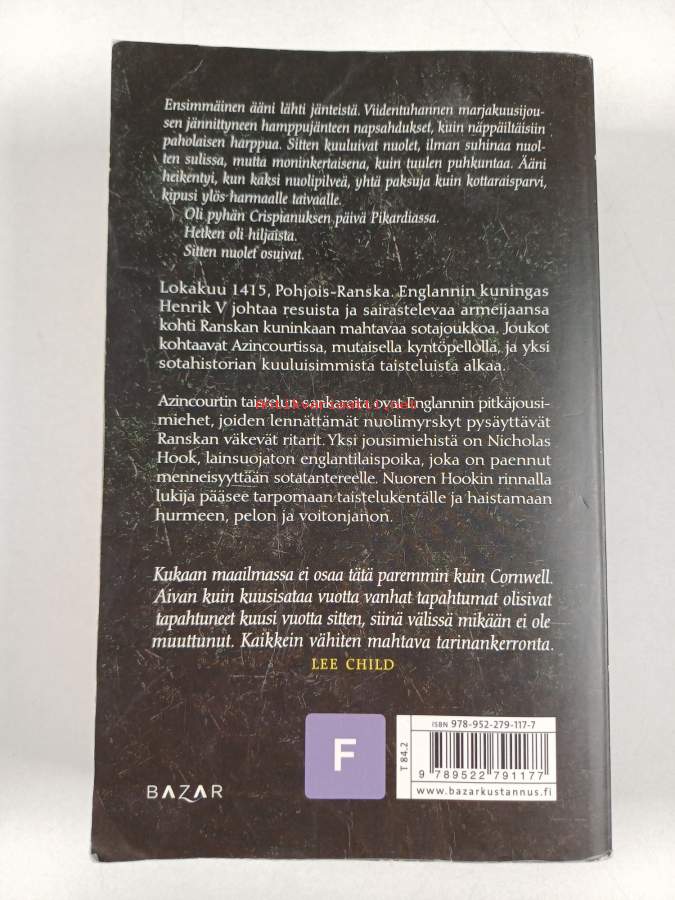 Ensimmäinen ääni lähti jänteistä. Viidentuhannen marjakuusijou-
sen jännittyneen hamppujänteen napsahdukset, kuin näppäiltäisiin
paholaisen harppua. Sitten kuuluivat nuolet, ilman suhinaa nuol-
ten sulissa, mutta moninkertaisena, kuin tuulen puhkuntaa. Ääni
heikentyi, kun kaksi nuolipilveä, yhtä paksuja kuin kottaraisparvi,
kipusi ylös harmaalle taivaalle.
Oli pyhän Crispianuksen päivä Pikardiassa.
Hetken oli hiljaista.
Sitten nuolet osuivat.
Lokakuu 1415, Pohjois-Ranska. Englannin kuningas
Henrik V johtaa resuista ja sairastelevaa armeijaansa
kohti Ranskan kuninkaan mahtavaa sotajoukkoa. Joukot
kohtaavat Azincourtissa, mutaisella kyntöpellolla, ja yksi
sotahistorian kuuluisimmista taisteluista alkaa.
Azincourtin taistelun sankareita ovat Englannin pitkäjousi-
miehet, joiden lennättämät nuolimyrskyt pysäyttävät
Ranskan väkevät ritarit. Yksi jousimiehistä on Nicholas
Hook, lainsuojaton englantilaispoika, joka on paennut
menneisyyttään sotatantereelle. Nuoren Hookin rinnalla
lukija pääsee tarpomaan taistelukentälle ja haistamaan
hurmeen, pelon ja voitonjanon.
Kukaan maailmassa ei osaa tätä paremmin kuin Cornwell.
Aivan kuin kuusisataa vuotta vanhat tapahtumat olisivat
tapahtuneet kuusi vuotta sitten, siinä välissä mikään ei ole
muuttunut. Kaikkein vähiten mahtava tarinankerronta.
LEE CHILD
BAZAR
F
T 84.2
ISBN 978-952-279-117-7
9 789522 791177
www.bazarkustannus.fi